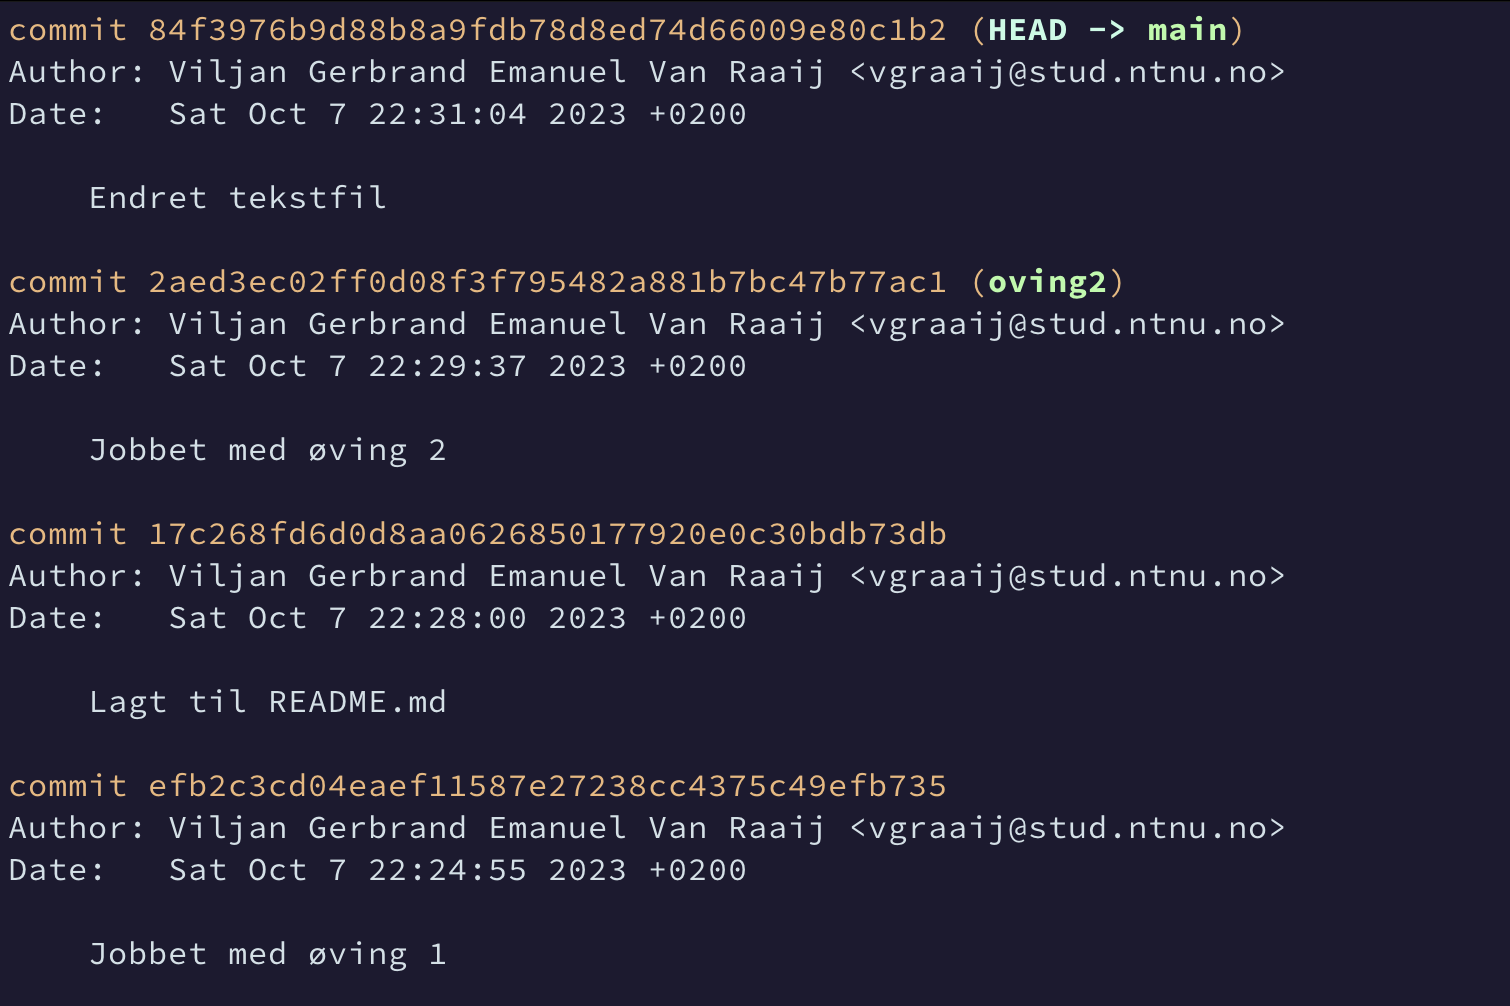 commit 84f3976b9d88b8a9fdb78d8ed74d66009e80c1b2 (HEAD -> main)
Author: Viljan Gerbrand Emanuel Van Raaij <vgraaij@stud.ntnu.no>
Date:   Sat Oct 7 22:31:04 2023 +0200
Endret tekstfil
commit 2aed3ec02ff0d08f3f795482a881b7bc47b77ac1 (oving2)
Author: Viljan Gerbrand Emanuel Van Raaij <vgraaij@stud.ntnu.no>
Date:   Sat Oct 7 22:29:37 2023 +0200
Jobbet med øving 2
commit 17c268fd6d0d8aa0626850177920e0c30bdb73db
Author: Viljan Gerbrand Emanuel Van Raaij <vgraaij@stud.ntnu.no>
Date:   Sat Oct 7 22:28:00 2023 +0200
Lagt til README.md
commit efb2c3cd04eaef11587e27238cc4375c49efb735
Author: Viljan Gerbrand Emanuel Van Raaij <vgraaij@stud.ntnu.no>
Date:   Sat Oct 7 22:24:55 2023 +0200
Jobbet med øving 1